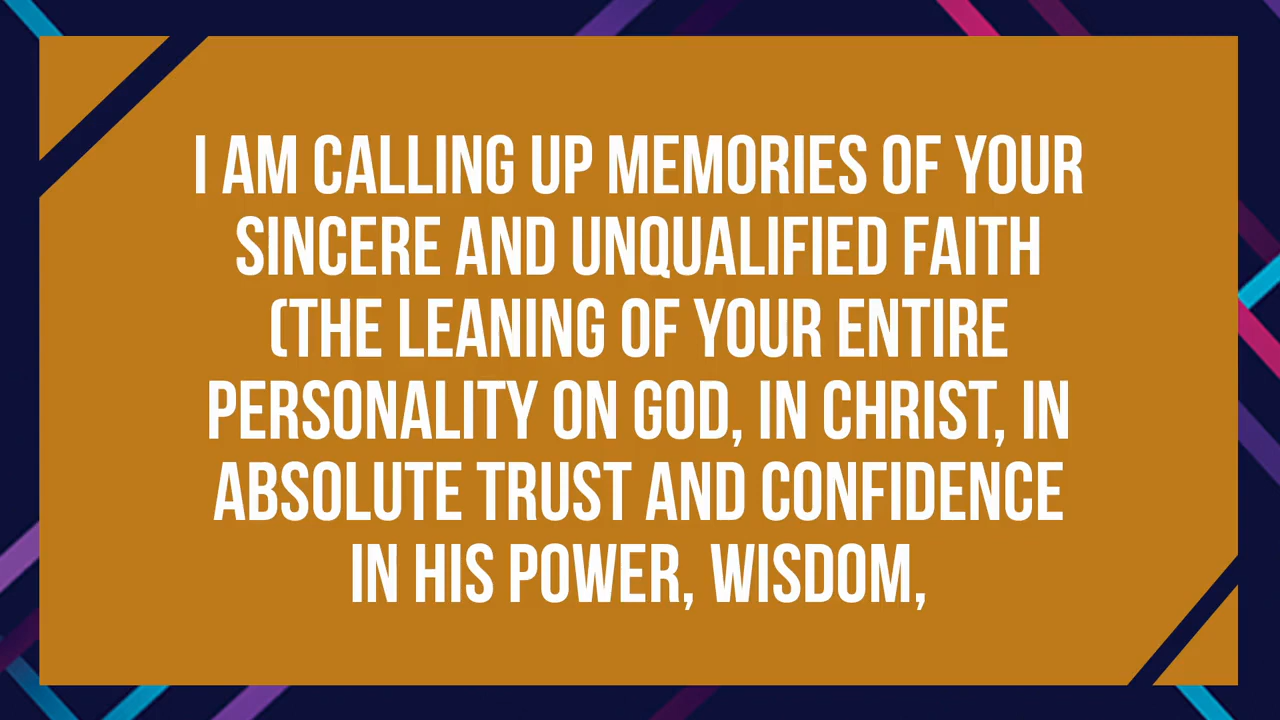 I AM CALLING UP MEMORIES OF YOUR
SINCERE AND UNQUALIFIED FAITH
(THE LEANING OF YOUR ENTIRE
PERSONALITY ON GOD, IN CHRIST, IN
ABSOLUTE TRUST AND CONFIDENCE
IN HIS POWER, WISDOM,